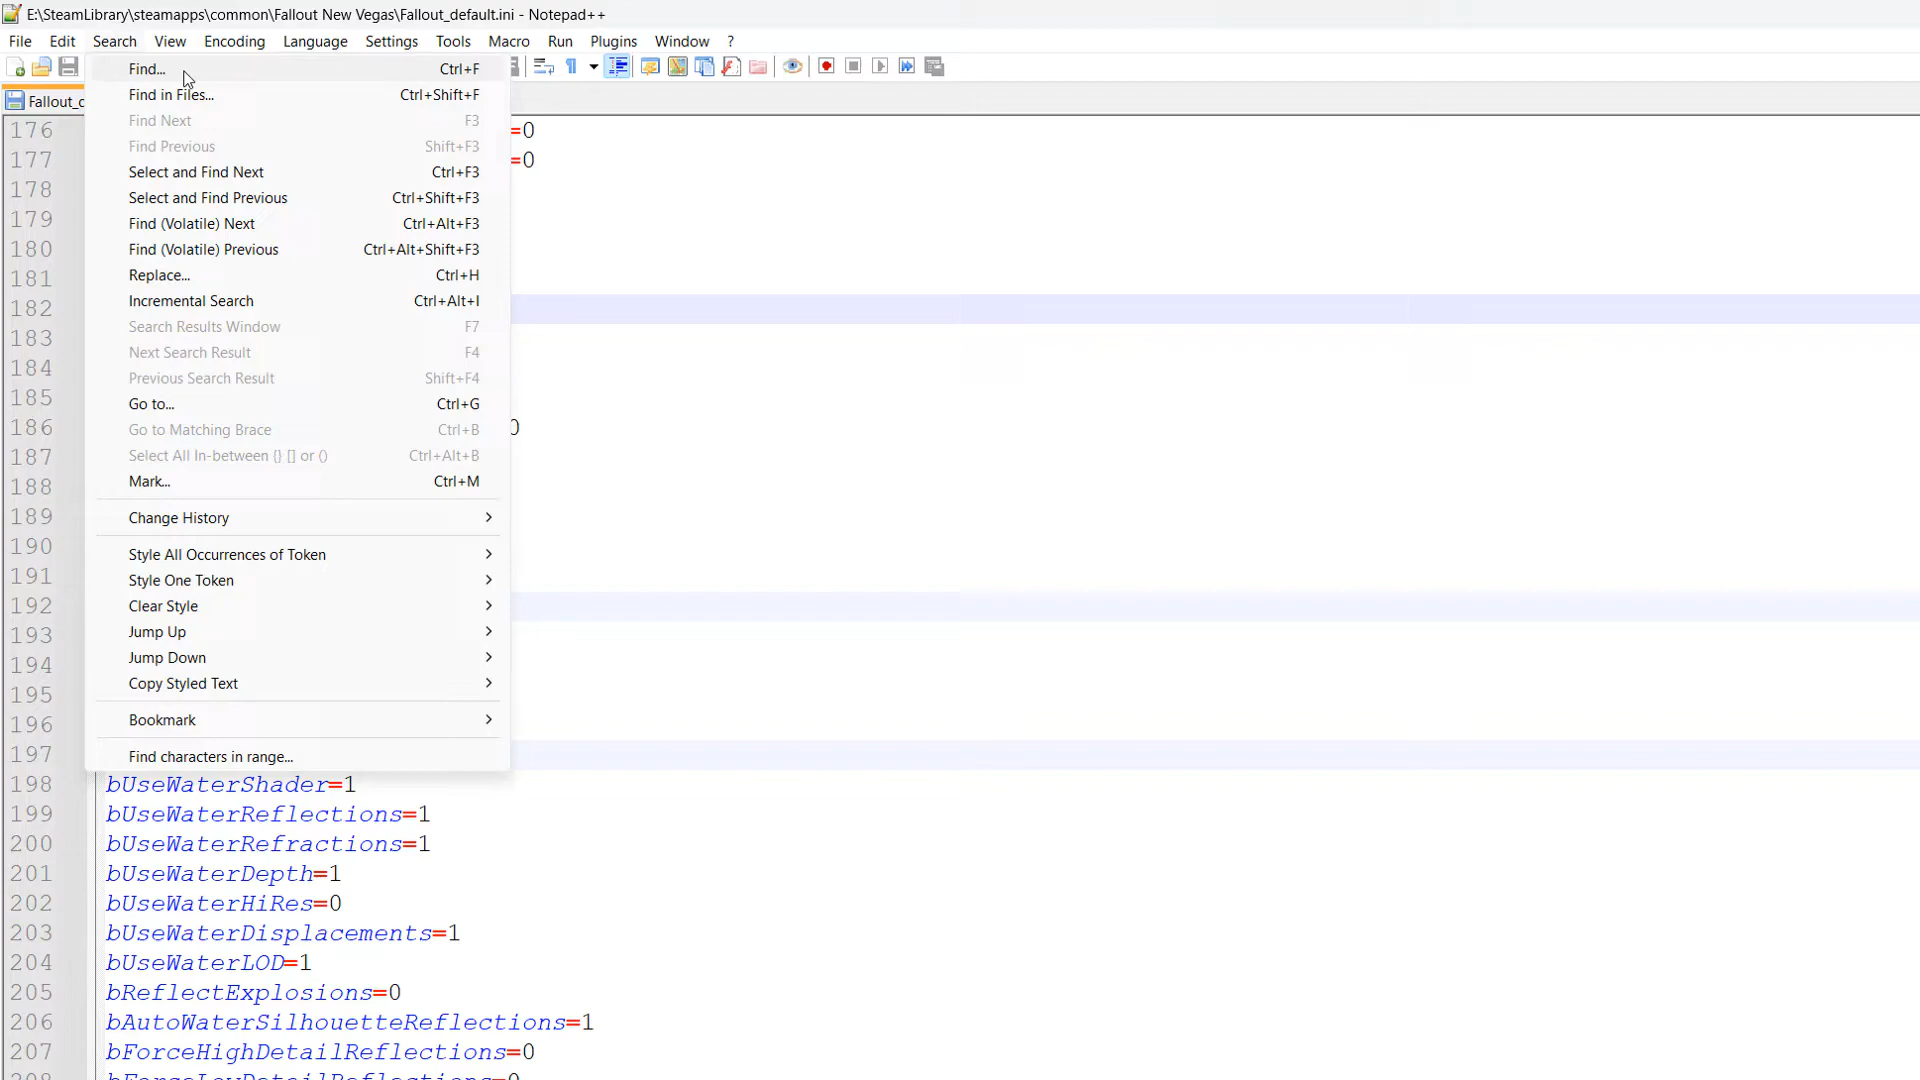 E:\SteamLibrary\steamapps\common\Fallout New Vegas\Fallout_default.ini - Notepad++
File Edit Search View Encoding Language Settings Tools Macro Run Plugins Window ?
Fallout_d
Find... Ctrl+F
Find in Files... Ctrl+Shift+F
Find Next F3
Find Previous Shift+F3
Select and Find Next Ctrl+F3
Select and Find Previous Ctrl+Shift+F3
Find (Volatile) Next Ctrl+Alt+F3
Find (Volatile) Previous Ctrl+Alt+Shift+F3
Replace... Ctrl+H
Incremental Search Ctrl+Alt+I
Search Results Window F7
Next Search Result F4
Previous Search Result Shift+F4
Go to... Ctrl+G
Go to Matching Brace Ctrl+B
Select All In-between {} [] or () Ctrl+Alt+B
Mark... Ctrl+M
Change History
Style All Occurrences of Token
Style One Token
Clear Style
Jump Up
Jump Down
Copy Styled Text
Bookmark
Find characters in range...
176 =0
177 =0
178
179
180
181
182
183
184
185
186 0
187
188
189
190
191
192
193
194
195
196
197
198 bUseWaterShader=1
199 bUseWaterReflections=1
200 bUseWaterRefractions=1
201 bUseWaterDepth=1
202 bUseWaterHiRes=0
203 bUseWaterDisplacements=1
204 bUseWaterLOD=1
205 bReflectExplosions=0
206 bAutoWaterSilhouetteReflections=1
207 bForceHighDetailReflections=0
208 bForceLowDetailReflections=0